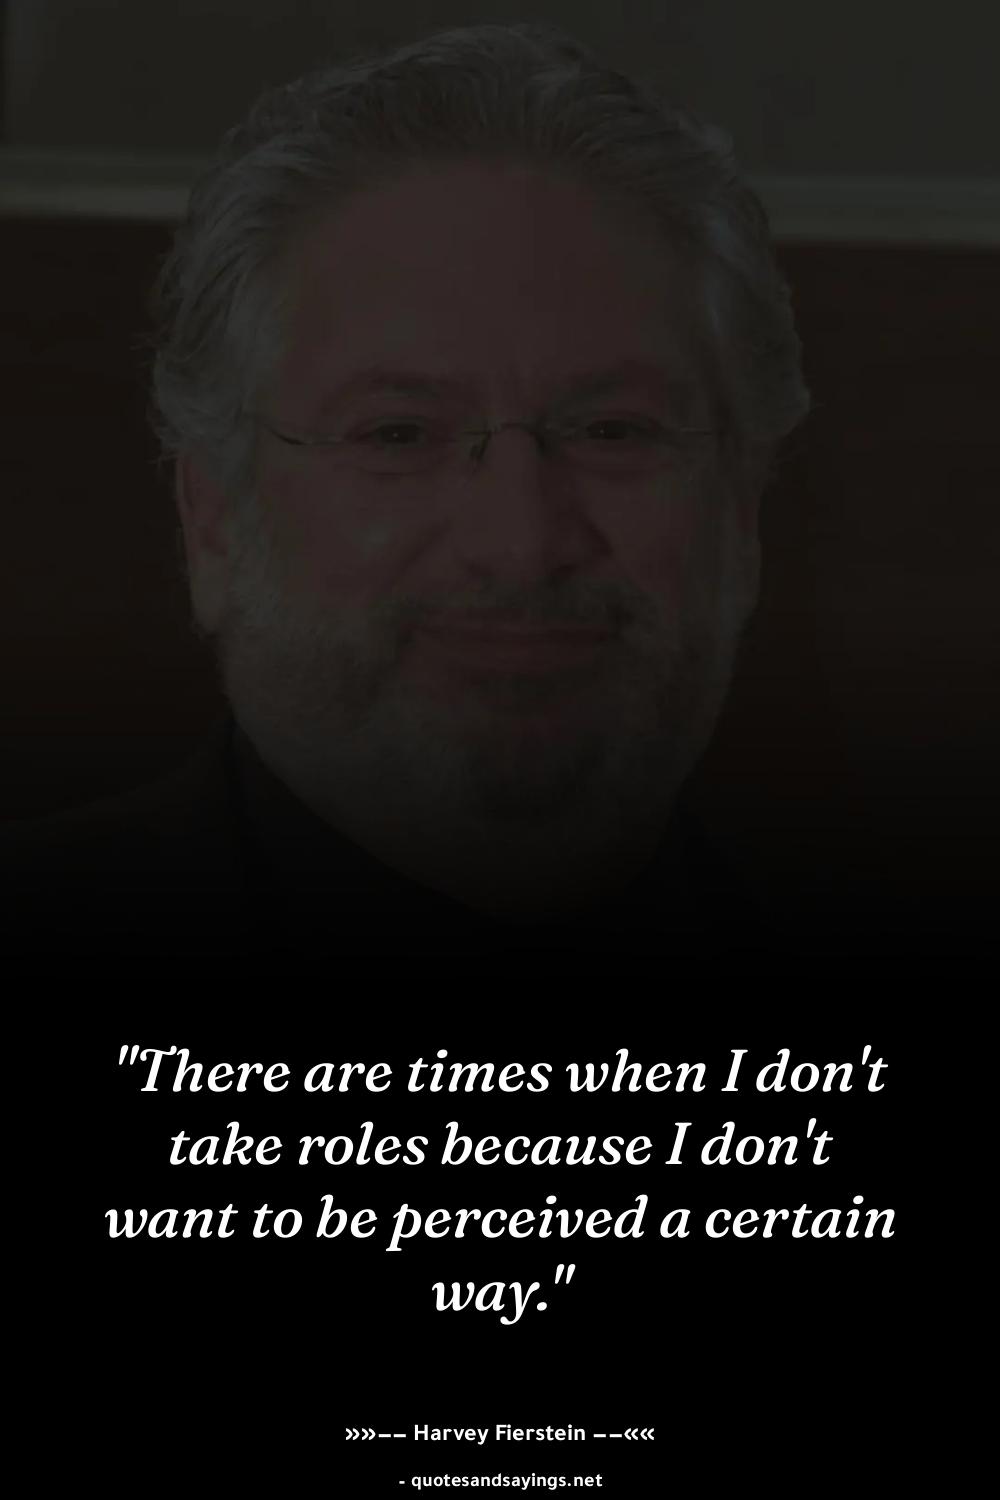 "There are times when I don't
take roles because I don't
want to be perceived a certain
way."
»»−− Harvey Fierstein −−««
- quotesandsayings.net